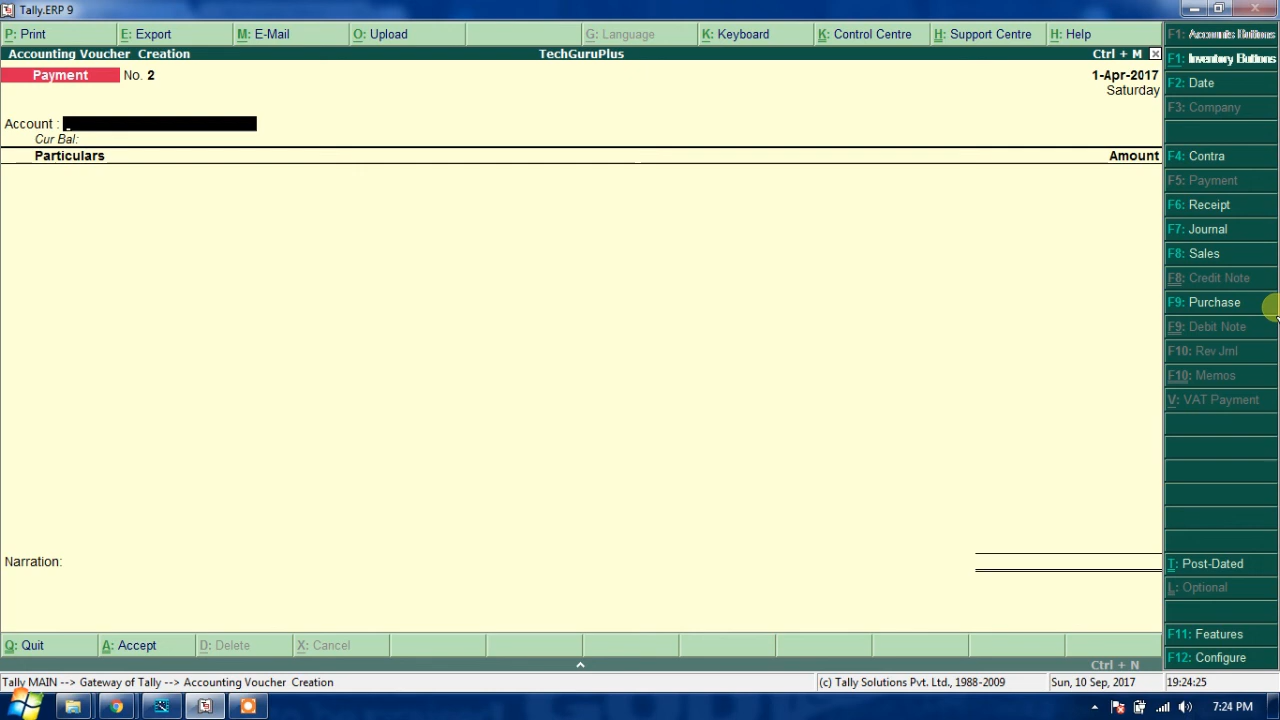 Tally.ERP 9
P: Print
E: Export
M: E-Mail
O: Upload
G: Language
K: Keyboard
K: Control Centre
H: Support Centre
H: Help
F1: Accounts Buttons
Accounting Voucher Creation
TechGuruPlus
Ctrl + M
F1: Inventory Buttons
Payment No. 2
1-Apr-2017
Saturday
F2: Date
F3: Company
Account :
Cur Bal:
Particulars
Amount
F4: Contra
F5: Payment
F6: Receipt
F7: Journal
F8: Sales
F8: Credit Note
F9: Purchase
F9: Debit Note
F10: Rev Jrnl
F10: Memos
V: VAT Payment
Narration:
T: Post-Dated
L: Optional
F11: Features
F12: Configure
Q: Quit
A: Accept
D: Delete
X: Cancel
Ctrl + N
Tally MAIN --> Gateway of Tally --> Accounting Voucher Creation
(c) Tally Solutions Pvt. Ltd., 1988-2009
Sun, 10 Sep, 2017
19:24:25
7:24 PM